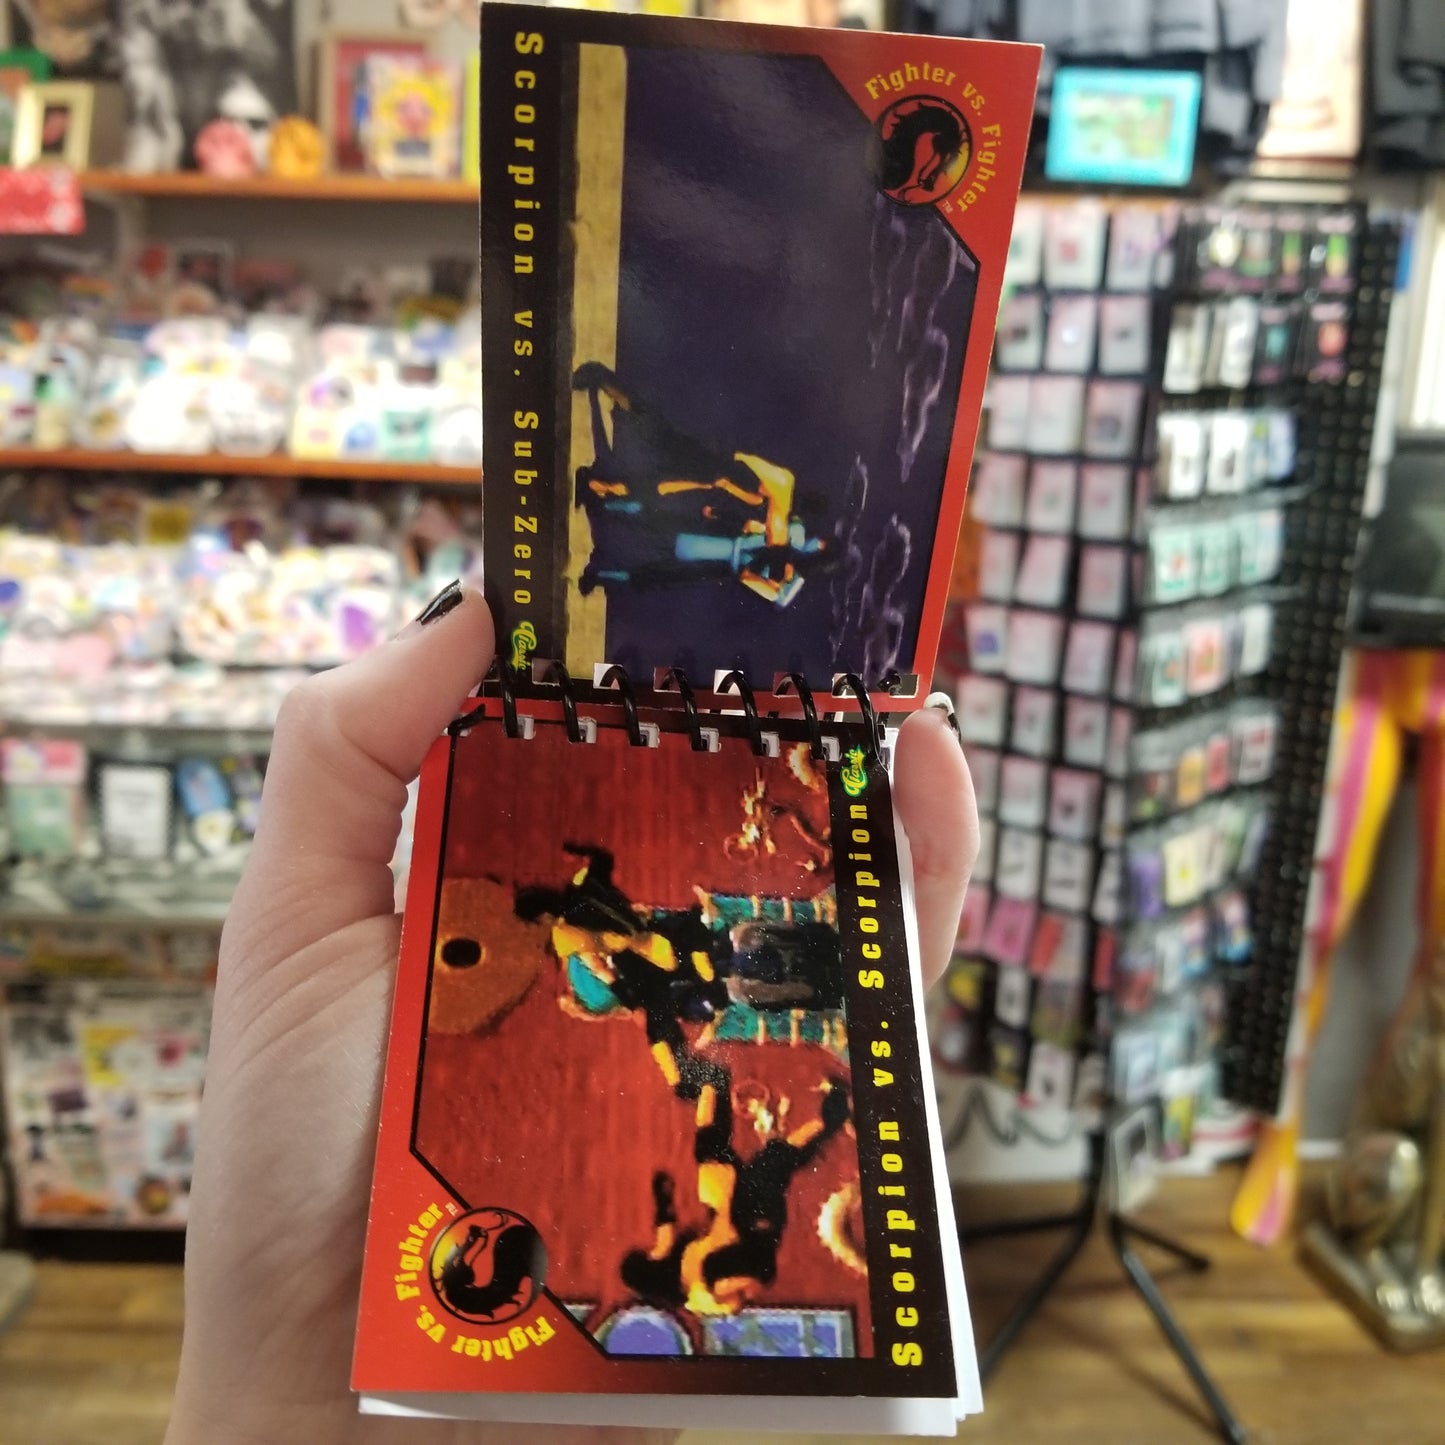 Fighter vs. Fighter
Scorpion vs. Sub-Zero
Classic
Classic
Scorpion vs. Scorpion
Fighter vs. Fighter